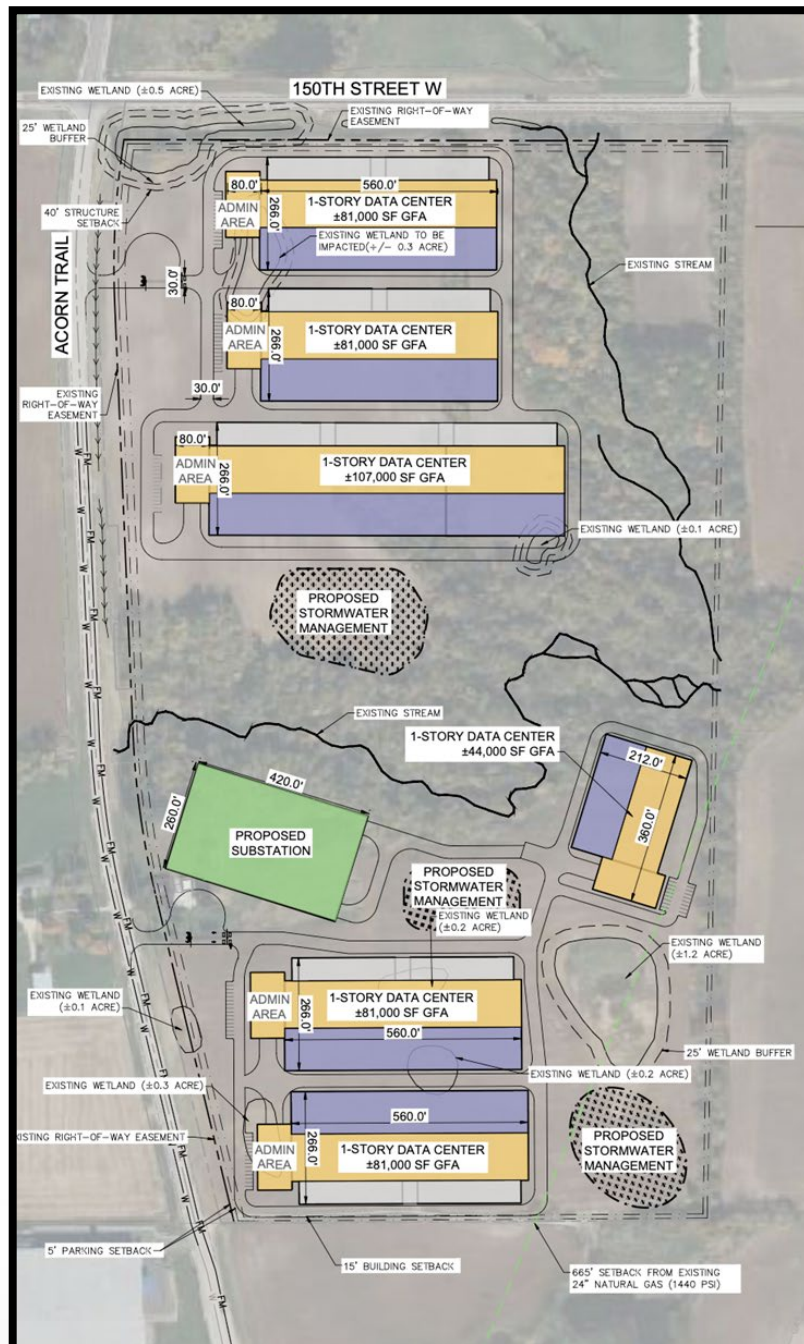 150TH STREET W
EXISTING WETLAND (±0.5 ACRE)
EXISTING RIGHT-OF-WAY
EASEMENT
25' WETLAND
BUFFER
40' STRUCTURE
SETBACK
80.0'
560.0'
ADMIN
AREA
266.0'
1-STORY DATA CENTER
±81,000 SF GFA
EXISTING WETLAND TO BE
IMPACTED(+/- 0.3 ACRE)
EXISTING STREAM
ACORN TRAIL
30.0'
80.0'
ADMIN
AREA
266.0'
1-STORY DATA CENTER
±81,000 SF GFA
EXISTING
RIGHT-OF-WAY
EASEMENT
30.0'
80.0'
ADMIN
AREA
266.0'
1-STORY DATA CENTER
±107,000 SF GFA
EXISTING WETLAND (±0.1 ACRE)
PROPOSED
STORMWATER
MANAGEMENT
EXISTING STREAM
1-STORY DATA CENTER
±44,000 SF GFA
212.0'
360.0'
420.0'
260.0'
PROPOSED
SUBSTATION
PROPOSED
STORMWATER
MANAGEMENT
EXISTING WETLAND
(±0.2 ACRE)
EXISTING WETLAND
(±1.2 ACRE)
EXISTING WETLAND
(±0.1 ACRE)
ADMIN
AREA
266.0'
1-STORY DATA CENTER
±81,000 SF GFA
560.0'
25' WETLAND BUFFER
EXISTING WETLAND (±0.2 ACRE)
EXISTING WETLAND (±0.3 ACRE)
560.0'
266.0'
ADMIN
AREA
1-STORY DATA CENTER
±81,000 SF GFA
XISTING RIGHT-OF-WAY EASEMENT
PROPOSED
STORMWATER
MANAGEMENT
5' PARKING SETBACK
15' BUILDING SETBACK
665' SETBACK FROM EXISTING
24" NATURAL GAS (1440 PSI)
FM
W